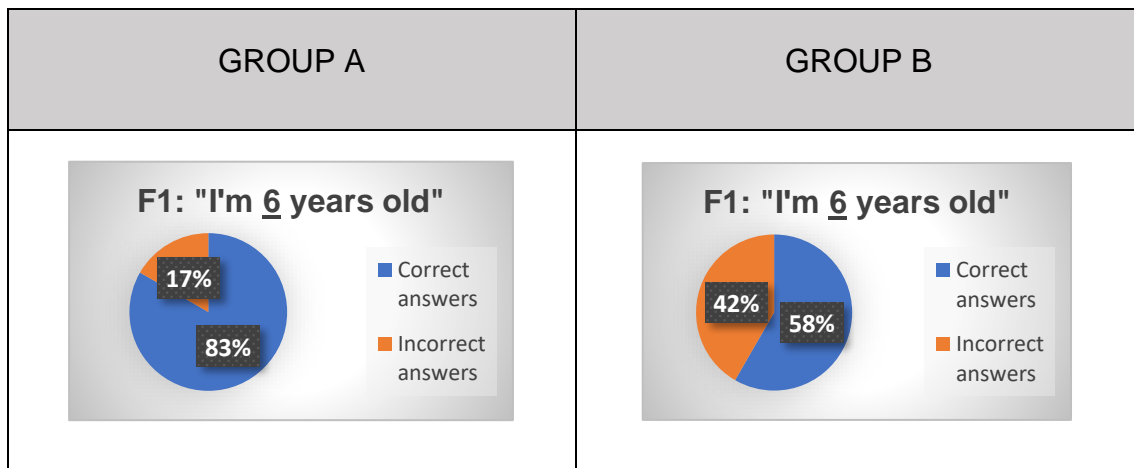 GROUP A
GROUP B
F1: "I'm 6 years old"
17%
83%
Correct
answers
Incorrect
answers
F1: "I'm 6 years old"
42%
58%
Correct
answers
Incorrect
answers